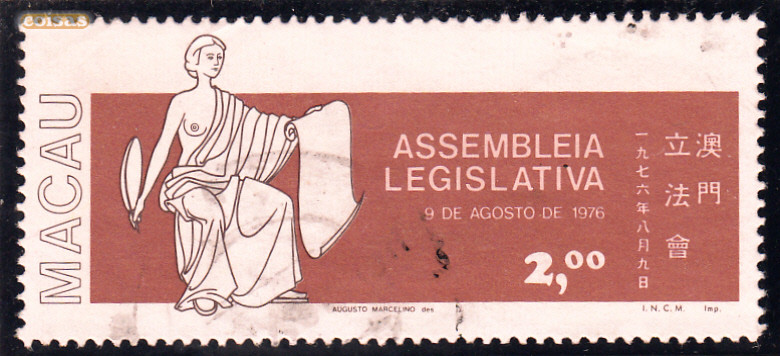 coisas
MACAU
ASSEMBLEIA
LEGISLATIVA
9 DE AGOSTO DE 1976
2,00
澳門
立法會
一九七六年八月九日
AUGUSTO MARCELINO des.
I. N. C. M. Imp.